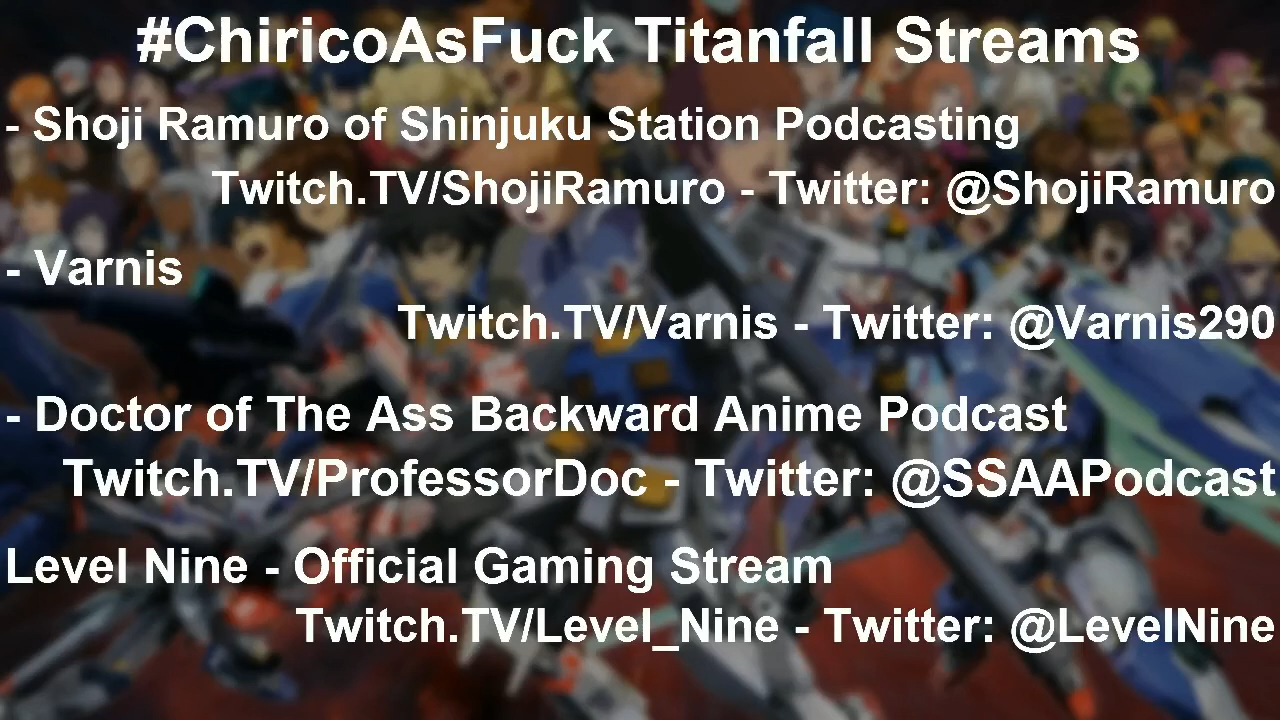 #ChiricoAsFuck Titanfall Streams
- Shoji Ramuro of Shinjuku Station Podcasting
Twitch.TV/ShojiRamuro - Twitter: @ShojiRamuro
- Varnis
Twitch.TV/Varnis - Twitter: @Varnis290
- Doctor of The Ass Backward Anime Podcast
Twitch.TV/ProfessorDoc - Twitter: @SSAAPodcast
Level Nine - Official Gaming Stream
Twitch.TV/Level_Nine - Twitter: @LevelNine